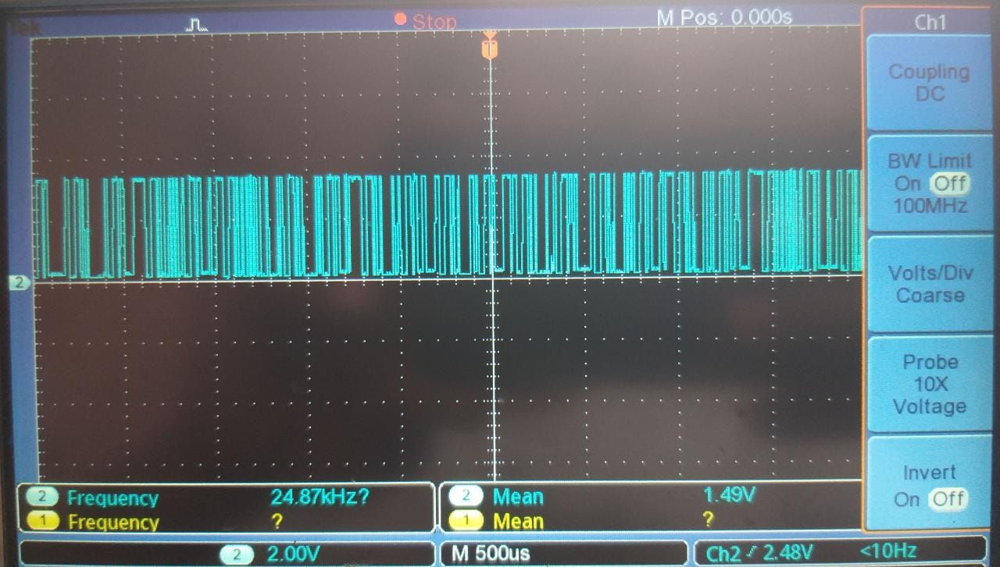 Tek Stop M Pos: 0.000s Ch1
T
Coupling
DC
BW Limit
On Off
100MHz
2
Volts/Div
Coarse
Probe
10X
Voltage
Invert
On Off
2 Frequency 24.87kHz? 2 Mean 1.49V
1 Frequency ? 1 Mean ?
2 2.00V M 500us Ch2 2.48V <10Hz